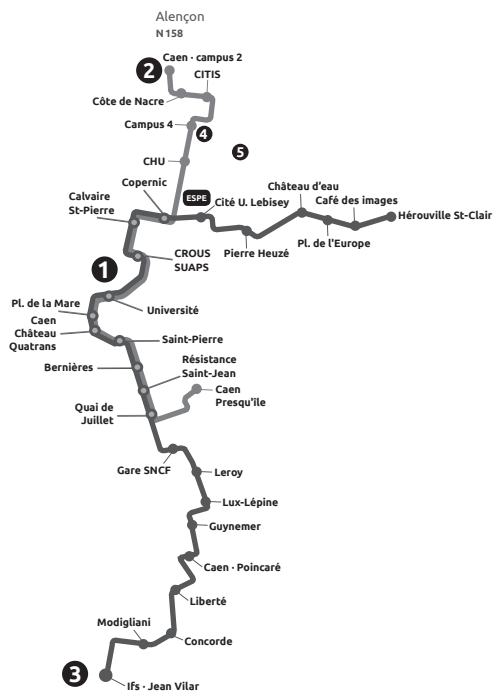 Alençon
N 158
Caen · campus 2
2
CITIS
Côte de Nacre
Campus 4
4
5
CHU
Copernic
ESPE
Cité U. Lebisey
Château d'eau
Café des images
Calvaire
St-Pierre
Hérouville St-Clair
Pl. de l'Europe
Pierre Heuzé
CROUS
SUAPS
1
Pl. de la Mare
Université
Caen
Château
Quatrans
Saint-Pierre
Bernières
Résistance
Saint-Jean
Caen
Presqu'île
Quai de
Juillet
Gare SNCF
Leroy
Lux-Lépine
Guynemer
Caen · Poincaré
Liberté
Modigliani
Concorde
3
Ifs · Jean Vilar